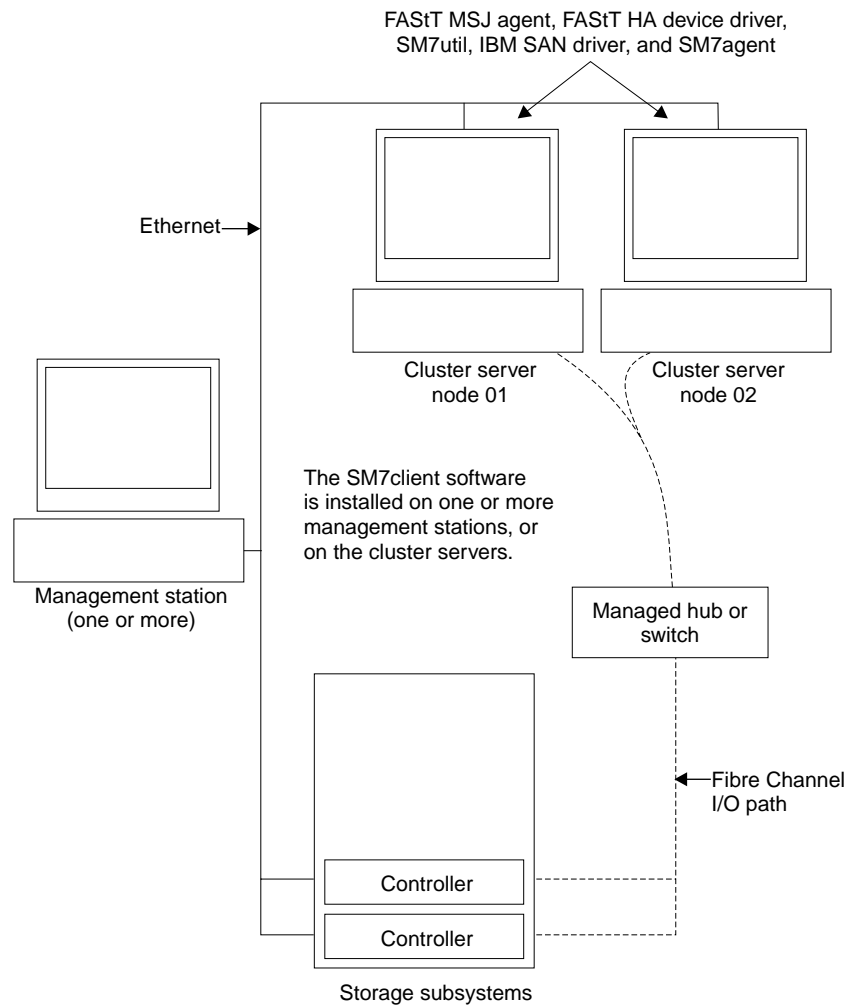 FAStT MSJ agent, FAStT HA device driver,
SM7util, IBM SAN driver, and SM7agent
Ethernet
Cluster server
node 01
Cluster server
node 02
The SM7client software
is installed on one or more
management stations, or
on the cluster servers.
Management station
(one or more)
Managed hub or
switch
Fibre Channel
I/O path
Controller
Controller
Storage subsystems